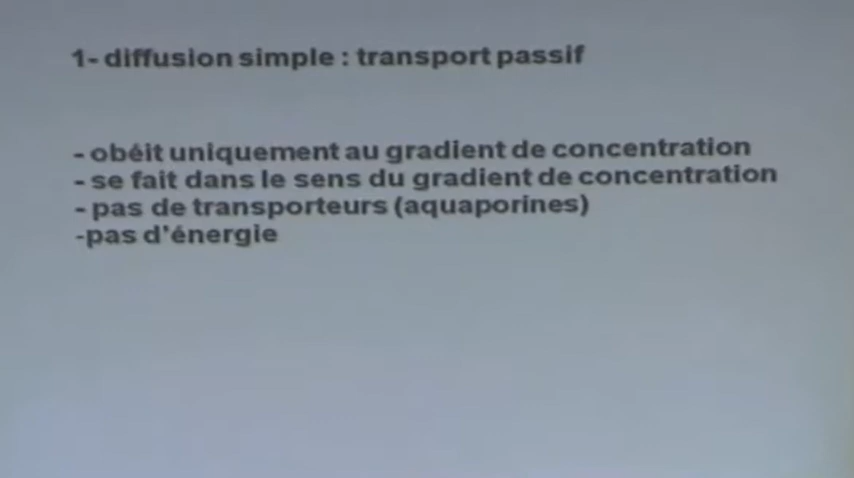 1- diffusion simple : transport passif
- obéit uniquement au gradient de concentration
- se fait dans le sens du gradient de concentration
- pas de transporteurs (aquaporines)
-pas d'énergie